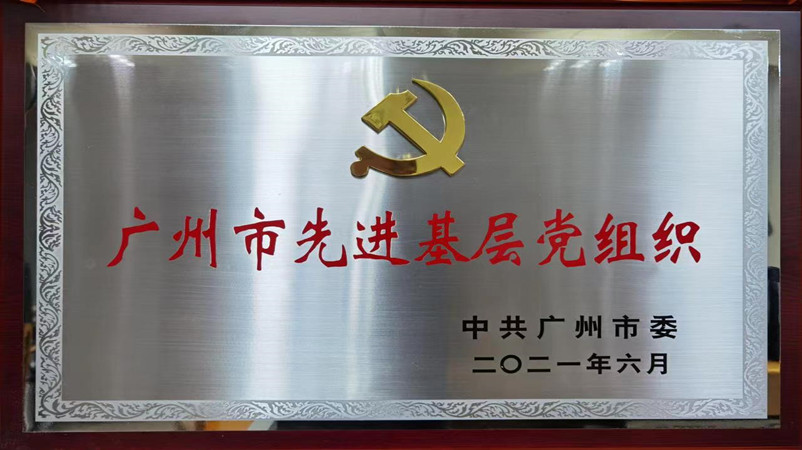 广州市先进基层党组织
中共广州市委
二〇二一年六月